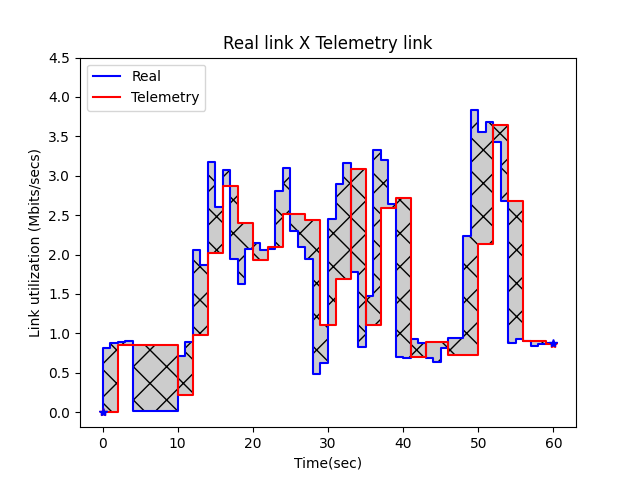 Real link X Telemetry link
Real
Telemetry
Link utilization (Mbits/secs)
4.5
4.0
3.5
3.0
2.5
2.0
1.5
1.0
0.5
0.0
0 10 20 30 40 50 60
Time(sec)